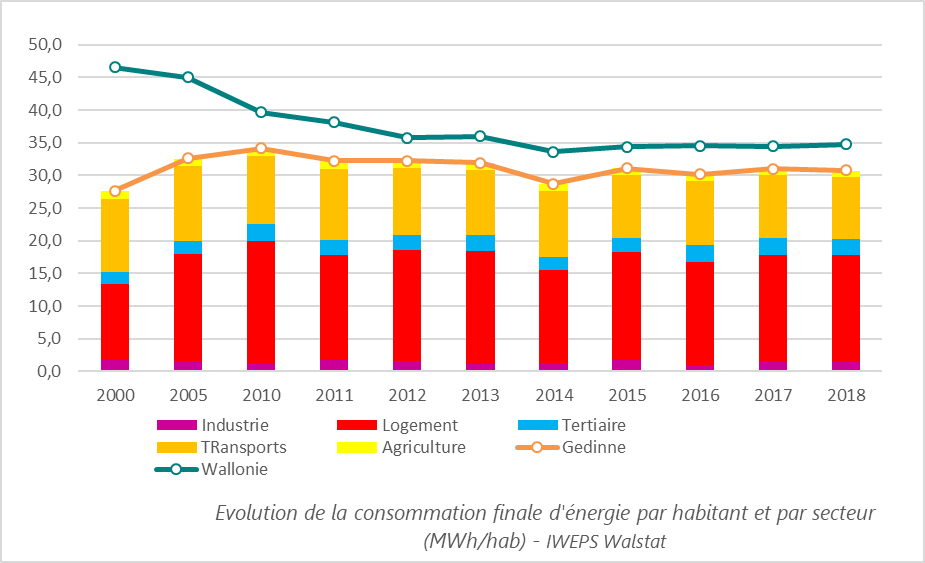 50,0
45,0
40,0
35,0
30,0
25,0
20,0
15,0
10,0
5,0
0,0
2000 2005 2010 2011 2012 2013 2014 2015 2016 2017 2018
Industrie Logement Tertiaire
TRansports Agriculture Gedinne
Wallonie
Evolution de la consommation finale d'énergie par habitant et par secteur
(MWh/hab) - IWEPS Walstat